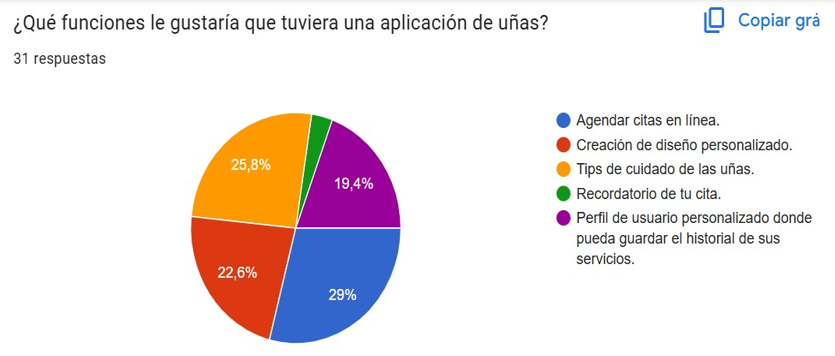 ¿Qué funciones le gustaría que tuviera una aplicación de uñas?
Copiar grá
31 respuestas
25,8%
19,4%
22,6%
29%
Agendar citas en línea.
Creación de diseño personalizado.
Tips de cuidado de las uñas.
Recordatorio de tu cita.
Perfil de usuario personalizado donde
pueda guardar el historial de sus
servicios.